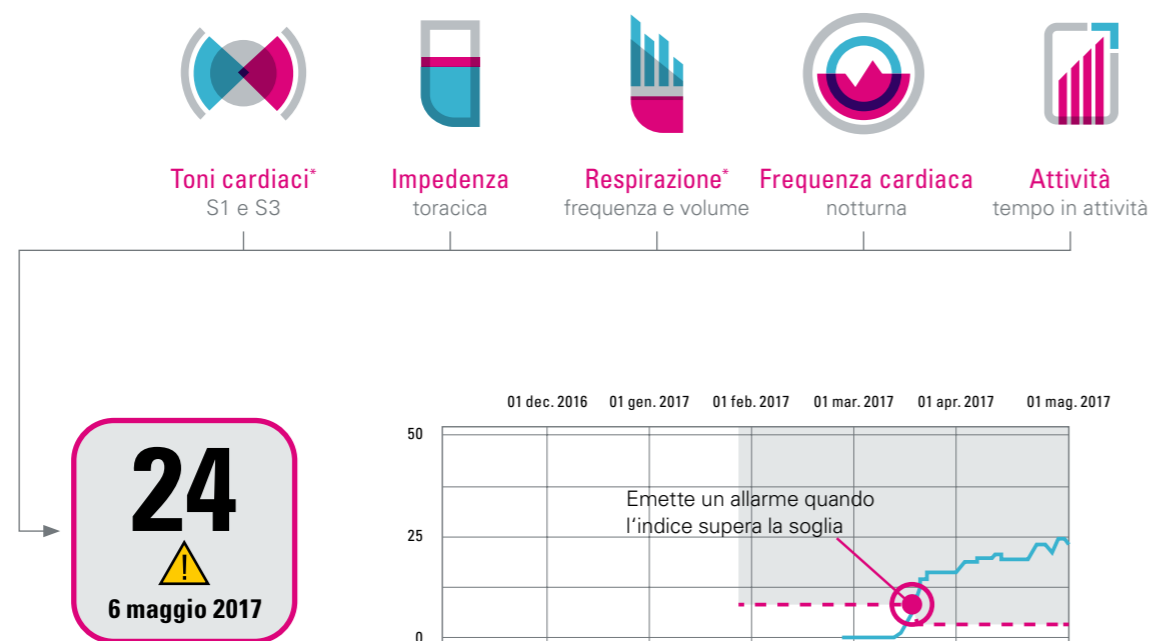 Toni cardiaci*
S1 e S3
Impedenza
toracica
Respirazione*
frequenza e volume
Frequenza cardiaca
notturna
Attività
tempo in attività
24
!
6 maggio 2017
01 dec. 2016 01 gen. 2017 01 feb. 2017 01 mar. 2017 01 apr. 2017 01 mag. 2017
50
Emette un allarme quando
l'indice supera la soglia
25
0